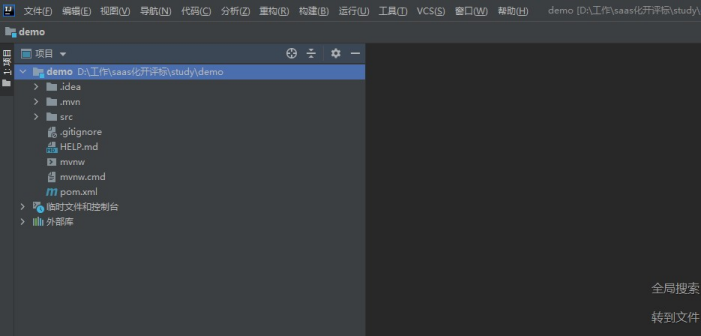 文件(F) 编辑(E) 视图(V) 导航(N) 代码(C) 分析(Z) 重构(R) 构建(B) 运行(U) 工具(T) VCS(S) 窗口(W) 帮助(H) demo [D:\工作\saas化开评标\study\
demo
1: 项目
项目
demo D:\工作\saas化开评标\study\demo
.idea
.mvn
src
.gitignore
HELP.md
mvnw
mvnw.cmd
pom.xml
临时文件和控制台
外部库
全局搜索
转到文件